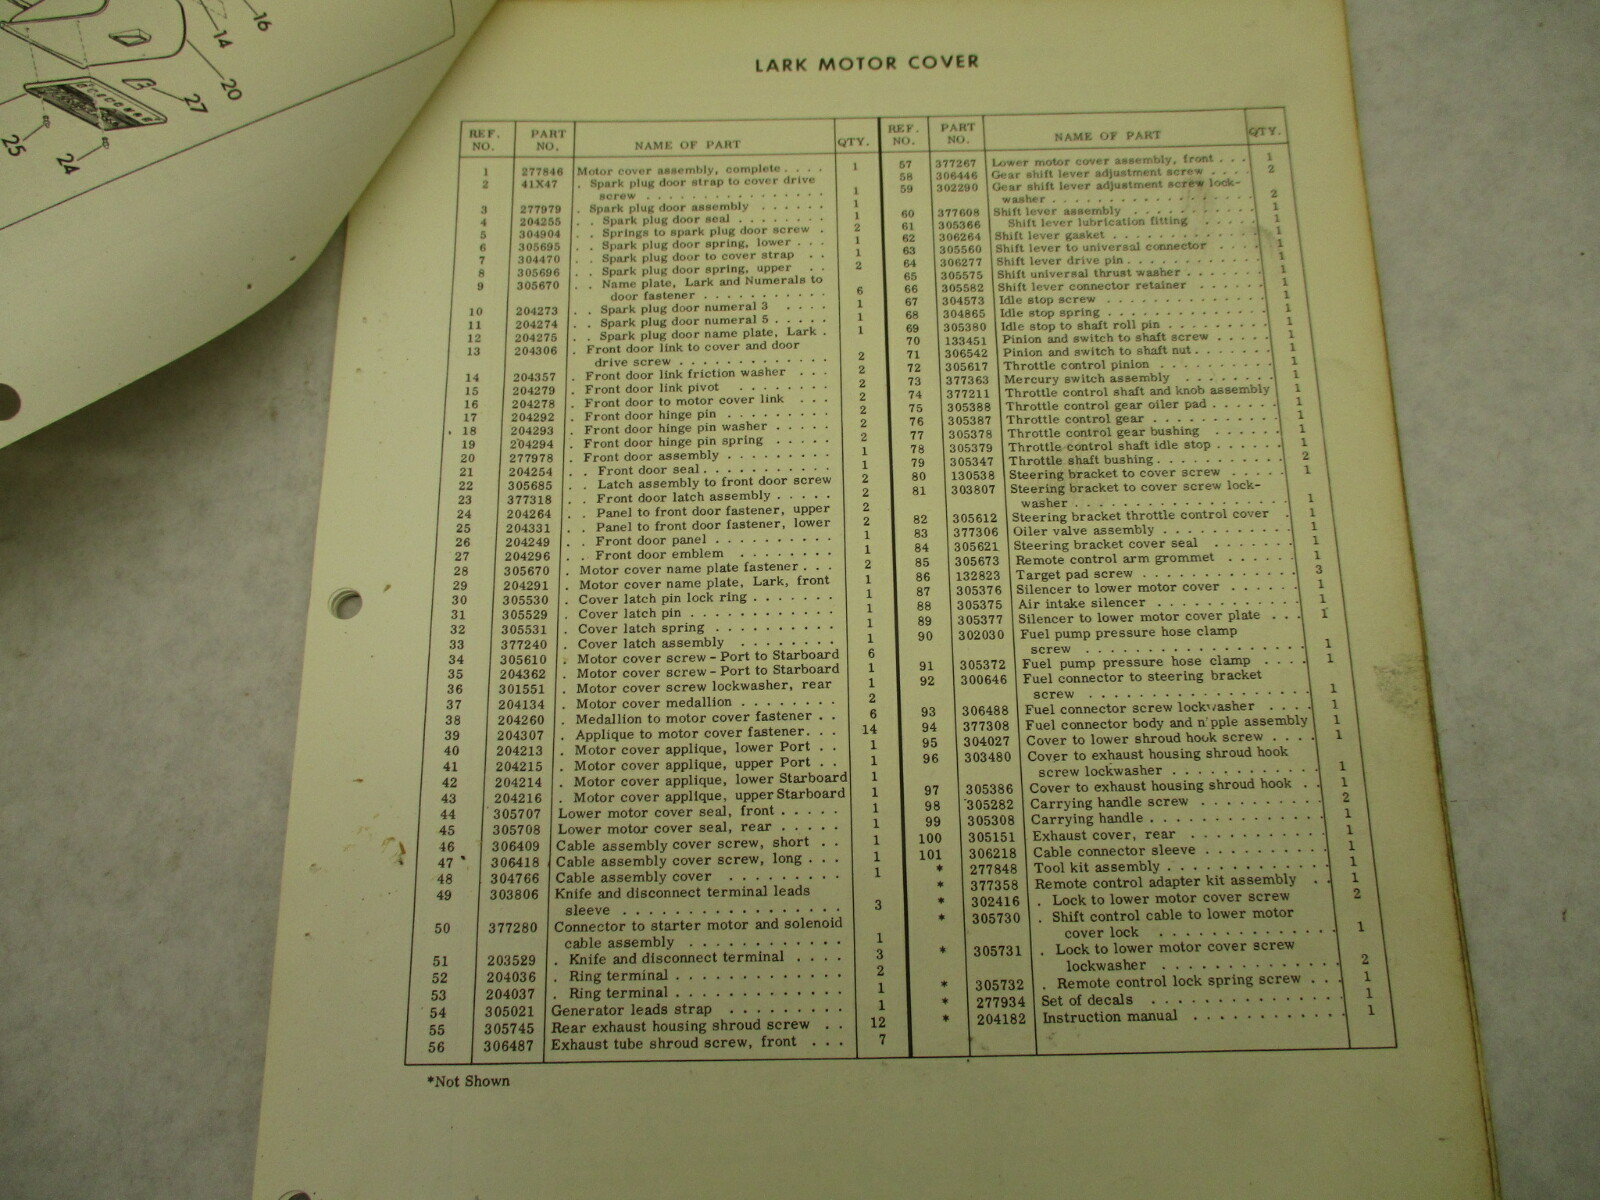 16
14
20
27
25
24
LARK MOTOR COVER
REF. NO. PART NO. NAME OF PART QTY.
1 277846 Motor cover assembly, complete . . . . 1
2 41X47 . Spark plug door strap to cover drive
screw . . . . . . . . . . . . . . . 1
3 277979 . Spark plug door assembly . . . . . . 1
4 204255 . . Spark plug door seal . . . . . . . 1
5 304904 . . Springs to spark plug door screw . 2
6 305695 . . Spark plug door spring, lower . . . 1
7 304470 . . Spark plug door to cover strap . . 1
8 305696 . . Spark plug door spring, upper . . 2
9 305670 . . Name plate, Lark and Numerals to
door fastener . . . . . . . . . . . 6
10 204273 . . Spark plug door numeral 3 . . . . 1
11 204274 . . Spark plug door numeral 5 . . . . . 1
12 204275 . . Spark plug door name plate, Lark . 1
13 204306 . Front door link to cover and door
drive screw . . . . . . . . . . . . . 2
14 204357 . Front door link friction washer . . . 2
15 204279 . Front door link pivot . . . . . . . 2
16 204278 . Front door to motor cover link . . . 2
17 204292 . Front door hinge pin . . . . . . . . 2
18 204293 . Front door hinge pin washer . . . . . 2
19 204294 . Front door hinge pin spring . . . . . 2
20 277978 . Front door assembly . . . . . . . . 1
21 204254 . . Front door seal . . . . . . . . . . 1
22 305685 . . Latch assembly to front door screw 2
23 377318 . . Front door latch assembly . . . . . 2
24 204264 . . Panel to front door fastener, upper 2
25 204331 . . Panel to front door fastener, lower 2
26 204249 . . Front door panel . . . . . . . . . 1
27 204296 . . Front door emblem . . . . . . . . 1
28 305670 . Motor cover name plate fastener . . . 2
29 204291 . Motor cover name plate, Lark, front 1
30 305530 . Cover latch pin lock ring . . . . . . . 1
31 305529 . Cover latch pin . . . . . . . . . . . 1
32 305531 . Cover latch spring . . . . . . . . . 1
33 377240 . Cover latch assembly . . . . . . . . 1
34 305610 . Motor cover screw - Port to Starboard 6
35 204362 . Motor cover screw - Port to Starboard 1
36 301551 . Motor cover screw lockwasher, rear 1
37 204134 . Motor cover medallion . . . . . . . . 2
38 204260 . Medallion to motor cover fastener . . 6
39 204307 . Applique to motor cover fastener . . . 14
40 204213 . Motor cover applique, lower Port . . 1
41 204215 . Motor cover applique, upper Port . . 1
42 204214 . Motor cover applique, lower Starboard 1
43 204216 . Motor cover applique, upper Starboard 1
44 305707 Lower motor cover seal, front . . . . . 1
45 305708 Lower motor cover seal, rear . . . . . 1
46 306409 Cable assembly cover screw, short . . 1
47 306418 Cable assembly cover screw, long . . . 1
48 304766 Cable assembly cover . . . . . . . . . 1
49 303806 Knife and disconnect terminal leads
sleeve . . . . . . . . . . . . . . . . . 3
50 377280 Connector to starter motor and solenoid
cable assembly . . . . . . . . . . . . 1
51 203529 . Knife and disconnect terminal . . . . 3
52 204036 . Ring terminal . . . . . . . . . . . . . 2
53 204037 . Ring terminal . . . . . . . . . . . . . 1
54 305021 Generator leads strap . . . . . . . . . 1
55 305745 Rear exhaust housing shroud screw . . 12
56 306487 Exhaust tube shroud screw, front . . . 7
*Not Shown
REF. NO. PART NO. NAME OF PART QTY.
57 377267 Lower motor cover assembly, front . . . 1
58 306446 Gear shift lever adjustment screw . . . . 2
59 302290 Gear shift lever adjustment screw lock-
washer . . . . . . . . . . . . . . . . 2
60 377608 Shift lever assembly . . . . . . . . . . 1
61 305366 Shift lever lubrication fitting . . . . . 1
62 306264 Shift lever gasket . . . . . . . . . . . 1
63 305560 Shift lever to universal connector . . . . 1
64 306277 Shift lever drive pin . . . . . . . . . . 1
65 305575 Shift universal thrust washer . . . . . . 1
66 305582 Shift lever connector retainer . . . . . . 1
67 304573 Idle stop screw . . . . . . . . . . . . . 1
68 304865 Idle stop spring . . . . . . . . . . . . . 1
69 305380 Idle stop to shaft roll pin . . . . . . . . 1
70 133451 Pinion and switch to shaft screw . . . . . 1
71 306542 Pinion and switch to shaft nut . . . . . . . 1
72 305617 Throttle control pinion . . . . . . . . . . 1
73 377363 Mercury switch assembly . . . . . . . 1
74 377211 Throttle control shaft and knob assembly 1
75 305388 Throttle control gear oiler pad . . . . . . 1
76 305387 Throttle control gear . . . . . . . . . . . 1
77 305378 Throttle control gear bushing . . . . . . 1
78 305379 Throttle control shaft idle stop . . . . . . 1
79 305347 Throttle shaft bushing . . . . . . . . . . . 2
80 130538 Steering bracket to cover screw . . . . . 1
81 303807 Steering bracket to cover screw lock-
washer . . . . . . . . . . . . . . . . . 1
82 305612 Steering bracket throttle control cover . 1
83 377306 Oiler valve assembly . . . . . . . . . . . 1
84 305621 Steering bracket cover seal . . . . . . . 1
85 305673 Remote control arm grommet . . . . . . 1
86 132823 Target pad screw . . . . . . . . . . . . . 3
87 305376 Silencer to lower motor cover . . . . . . 1
88 305375 Air intake silencer . . . . . . . . . . . . 1
89 305377 Silencer to lower motor cover plate . . . 1
90 302030 Fuel pump pressure hose clamp
screw . . . . . . . . . . . . . . . . . 1
91 305372 Fuel pump pressure hose clamp . . . . 1
92 300646 Fuel connector to steering bracket
screw . . . . . . . . . . . . . . . . . 1
93 306488 Fuel connector screw lockwasher . . . . 1
94 377308 Fuel connector body and nipple assembly 1
95 304027 Cover to lower shroud hook screw . . . . 1
96 303480 Cover to exhaust housing shroud hook
screw lockwasher . . . . . . . . . . . . 1
97 305386 Cover to exhaust housing shroud hook . . 1
98 305282 Carrying handle screw . . . . . . . . . . 2
99 305308 Carrying handle . . . . . . . . . . . . . . 1
100 305151 Exhaust cover, rear . . . . . . . . . . . 1
101 306218 Cable connector sleeve . . . . . . . . . . 1
* 277848 Tool kit assembly . . . . . . . . . . . . . 1
* 377358 Remote control adapter kit assembly . . 1
* 302416 . Lock to lower motor cover screw 2
* 305730 . Shift control cable to lower motor
cover lock . . . . . . . . . . . . . . 1
* 305731 . Lock to lower motor cover screw
lockwasher . . . . . . . . . . . . . . 2
* 305732 . Remote control lock spring screw . . . 1
* 277934 Set of decals . . . . . . . . . . . . . . . 1
* 204182 Instruction manual . . . . . . . . . . . . 1